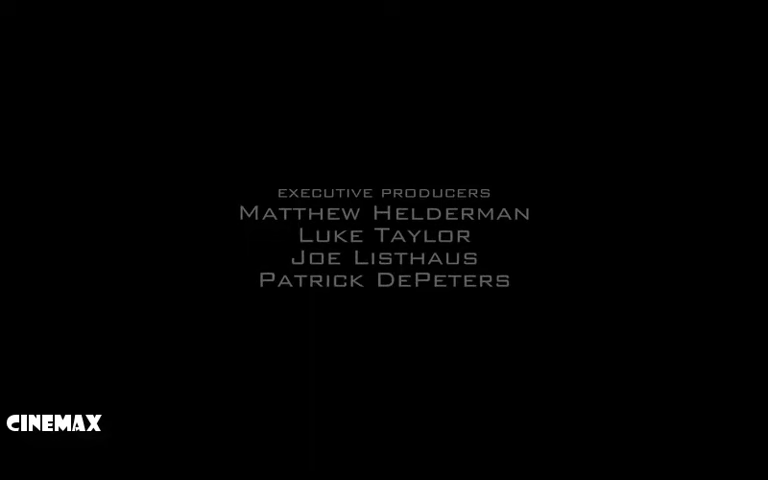 EXECUTIVE PRODUCERS
MATTHEW HELDERMAN
LUKE TAYLOR
JOE LISTHAUS
PATRICK DEPETERS
CINEMAX